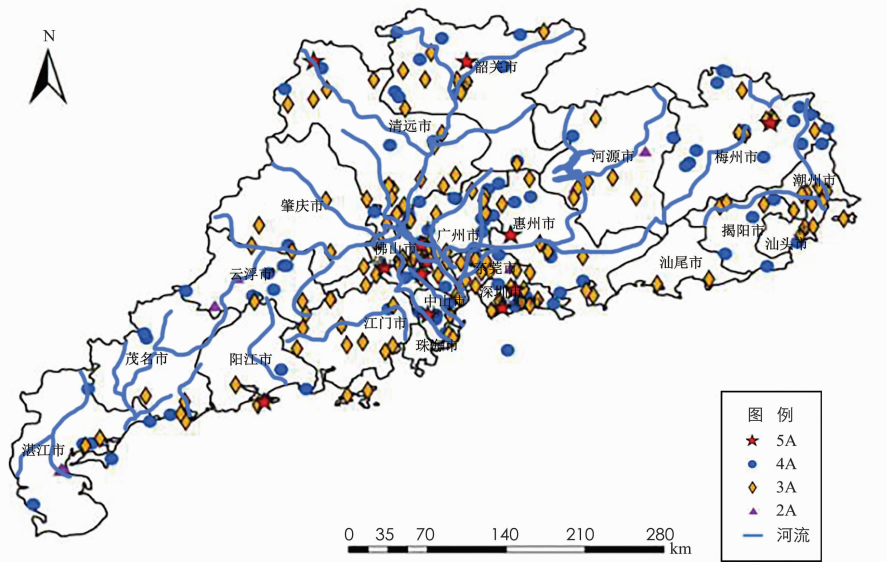 N
韶关市
清远市
河源市
梅州市
潮州市
肇庆市
广州市
惠州市
揭阳市
汕头市
佛山市
云浮市
东莞市
汕尾市
深圳市
中山市
江门市
珠海市
茂名市
阳江市
湛江市
图 例
5A
4A
3A
2A
河流
0 35 70 140 210 280
km